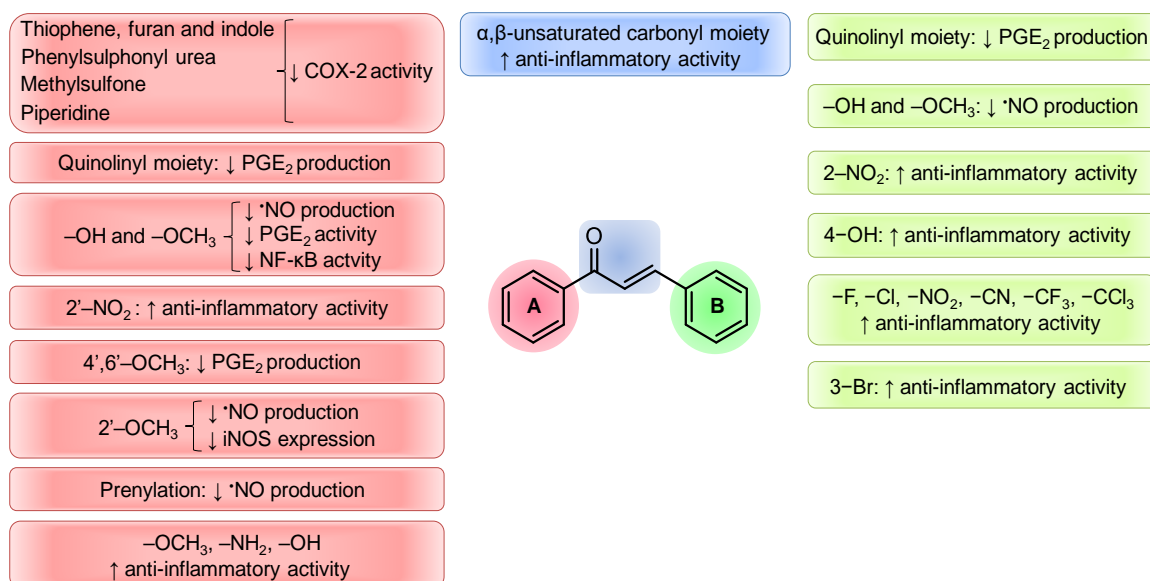 Thiophene, furan and indole
Phenylsulphonyl urea
Methylsulfone
Piperidine
↓ COX-2 activity
Quinolinyl moiety: ↓ PGE₂ production
–OH and –OCH₃
↓ •NO production
↓ PGE₂ activity
↓ NF-κB actvity
2’–NO₂ : ↑ anti-inflammatory activity
4’,6’–OCH₃: ↓ PGE₂ production
2’–OCH₃
↓ •NO production
↓ iNOS expression
Prenylation: ↓ •NO production
–OCH₃, –NH₂, –OH
↑ anti-inflammatory activity
α,β-unsaturated carbonyl moiety
↑ anti-inflammatory activity
O
A
B
Quinolinyl moiety: ↓ PGE₂ production
–OH and –OCH₃: ↓ •NO production
2–NO₂: ↑ anti-inflammatory activity
4−OH: ↑ anti-inflammatory activity
−F, −Cl, −NO₂, −CN, −CF₃, −CCl₃
↑ anti-inflammatory activity
3−Br: ↑ anti-inflammatory activity